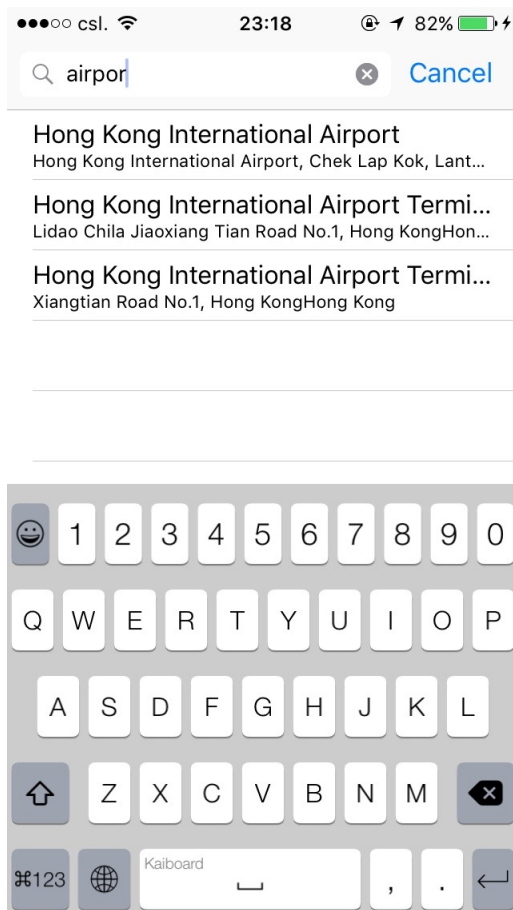 csl. 23:18 82%
airpor Cancel
Hong Kong International Airport
Hong Kong International Airport, Chek Lap Kok, Lant...
Hong Kong International Airport Termi...
Lidao Chila Jiaoxiang Tian Road No.1, Hong KongHon...
Hong Kong International Airport Termi...
Xiangtian Road No.1, Hong KongHong Kong
1 2 3 4 5 6 7 8 9 0
Q W E R T Y U I O P
A S D F G H J K L
Z X C V B N M
⌘123 Kaiboard , .